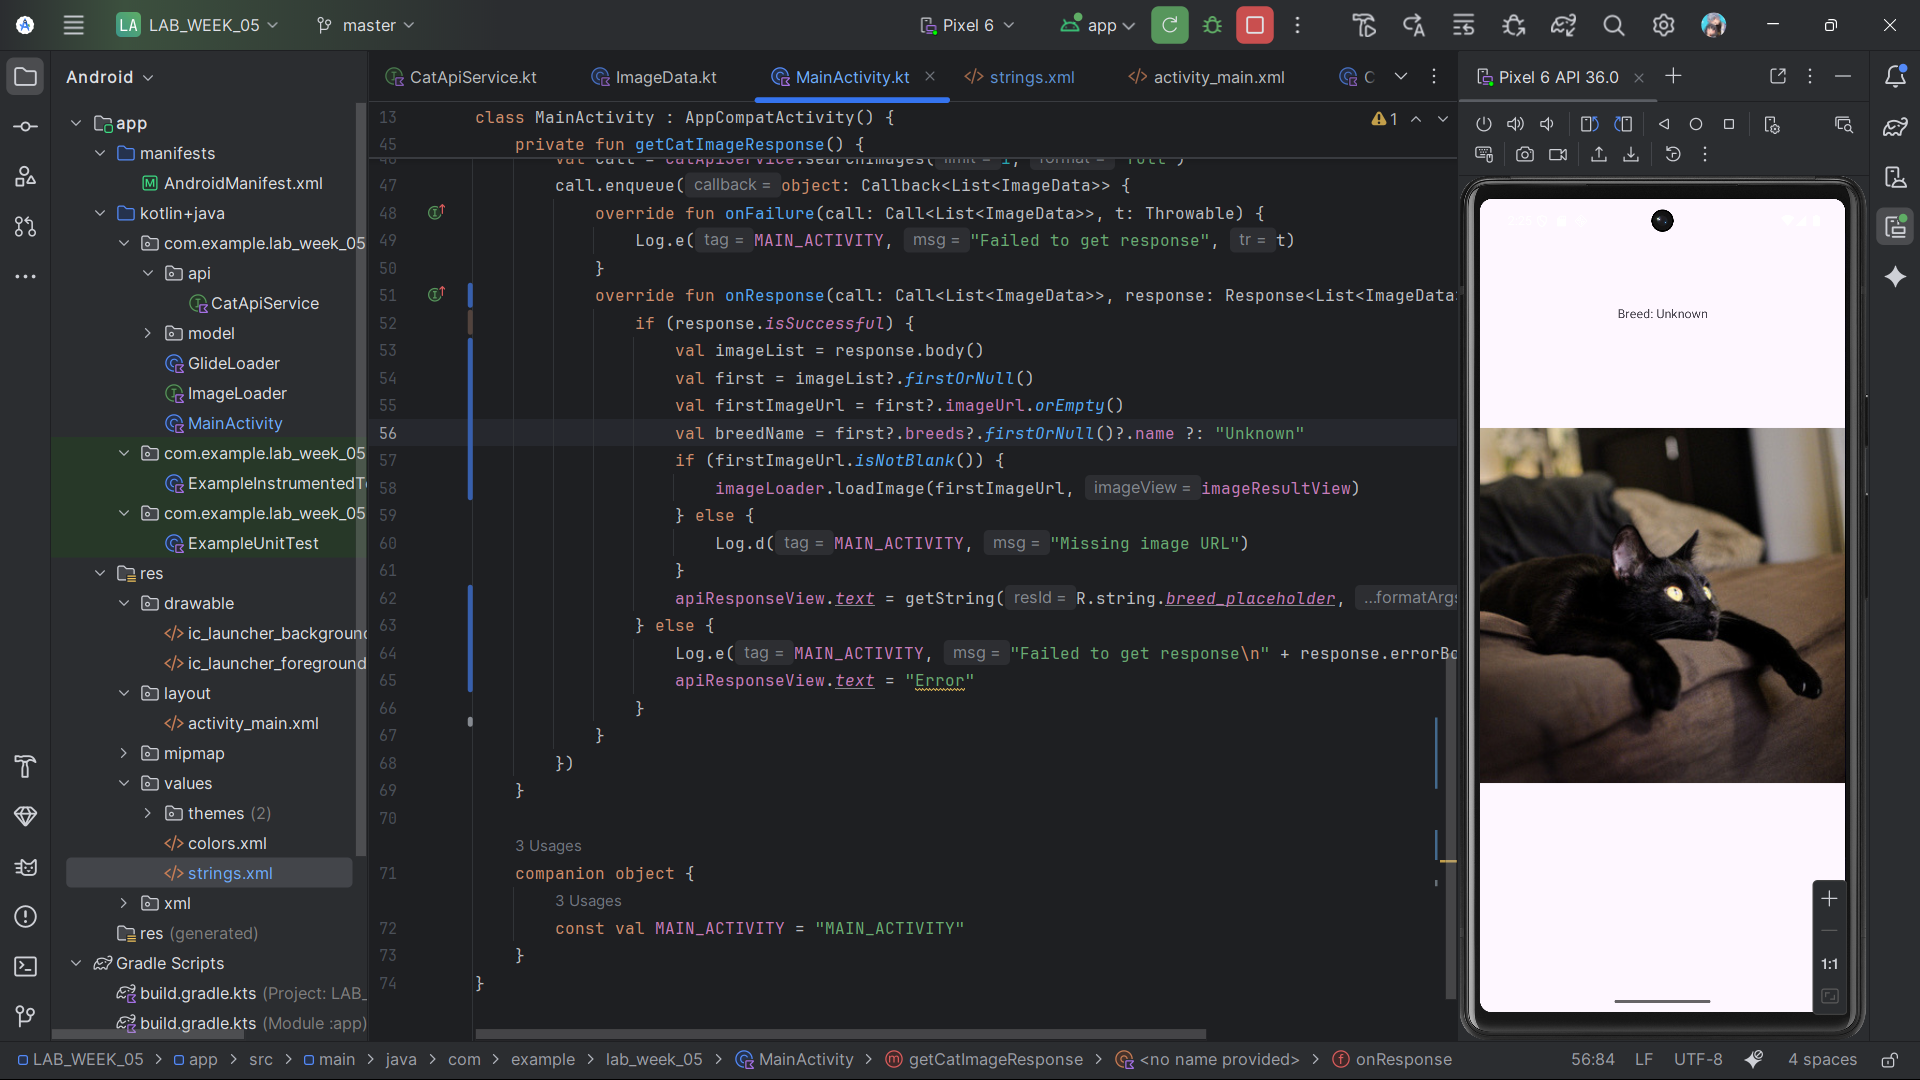 LA LAB_WEEK_05 master Pixel 6 app
Android
app
manifests
AndroidManifest.xml
kotlin+java
com.example.lab_week_05
api
CatApiService
model
GlideLoader
ImageLoader
MainActivity
com.example.lab_week_05
ExampleInstrumentedTe
com.example.lab_week_05
ExampleUnitTest
res
drawable
ic_launcher_background
ic_launcher_foreground
layout
activity_main.xml
mipmap
values
themes (2)
colors.xml
strings.xml
xml
res (generated)
Gradle Scripts
build.gradle.kts (Project: LAB_
build.gradle.kts (Module :app)
CatApiService.kt ImageData.kt MainActivity.kt strings.xml activity_main.xml C
1
13 class MainActivity : AppCompatActivity() {
45 private fun getCatImageResponse() {
46 val call = catApiService.searchImages( limit = 1, format = "full")
47 call.enqueue( callback = object: Callback<List<ImageData>> {
48 override fun onFailure(call: Call<List<ImageData>>, t: Throwable) {
49 Log.e( tag = MAIN_ACTIVITY, msg = "Failed to get response", tr = t)
50 }
51 override fun onResponse(call: Call<List<ImageData>>, response: Response<List<ImageData
52 if (response.isSuccessful) {
53 val imageList = response.body()
54 val first = imageList?.firstOrNull()
55 val firstImageUrl = first?.imageUrl.orEmpty()
56 val breedName = first?.breeds?.firstOrNull()?.name ?: "Unknown"
57 if (firstImageUrl.isNotBlank()) {
58 imageLoader.loadImage(firstImageUrl, imageView = imageResultView)
59 } else {
60 Log.d( tag = MAIN_ACTIVITY, msg = "Missing image URL")
61 }
62 apiResponseView.text = getString( resId = R.string.breed_placeholder, ...formatArgs
63 } else {
64 Log.e( tag = MAIN_ACTIVITY, msg = "Failed to get response\n" + response.errorBo
65 apiResponseView.text = "Error"
66 }
67 }
68 })
69 }
70
3 Usages
71 companion object {
3 Usages
72 const val MAIN_ACTIVITY = "MAIN_ACTIVITY"
73 }
74 }
Pixel 6 API 36.0
Breed: Unknown
1:1
LAB_WEEK_05 > app > src > main > java > com > example > lab_week_05 > MainActivity > getCatImageResponse > <no name provided> > onResponse 56:84 LF UTF-8 4 spaces